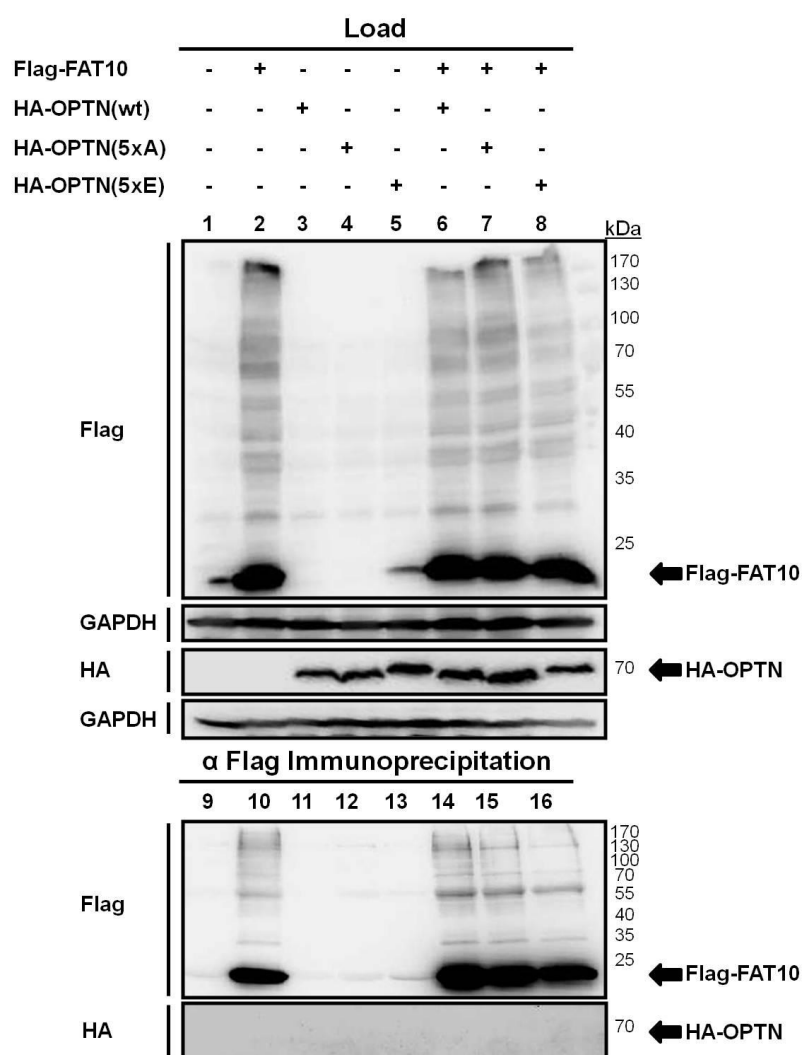 Load
Flag-FAT10 - + - - - + + +
HA-OPTN(wt) - - + - - + - -
HA-OPTN(5xA) - - - + - - + -
HA-OPTN(5xE) - - - - + - - +
1 2 3 4 5 6 7 8 kDa
170
130
100
70
55
Flag
40
35
25
Flag-FAT10
GAPDH
HA 70 HA-OPTN
GAPDH
α Flag Immunoprecipitation
9 10 11 12 13 14 15 16
170
130
100
70
Flag 55
40
35
25
Flag-FAT10
HA 70 HA-OPTN